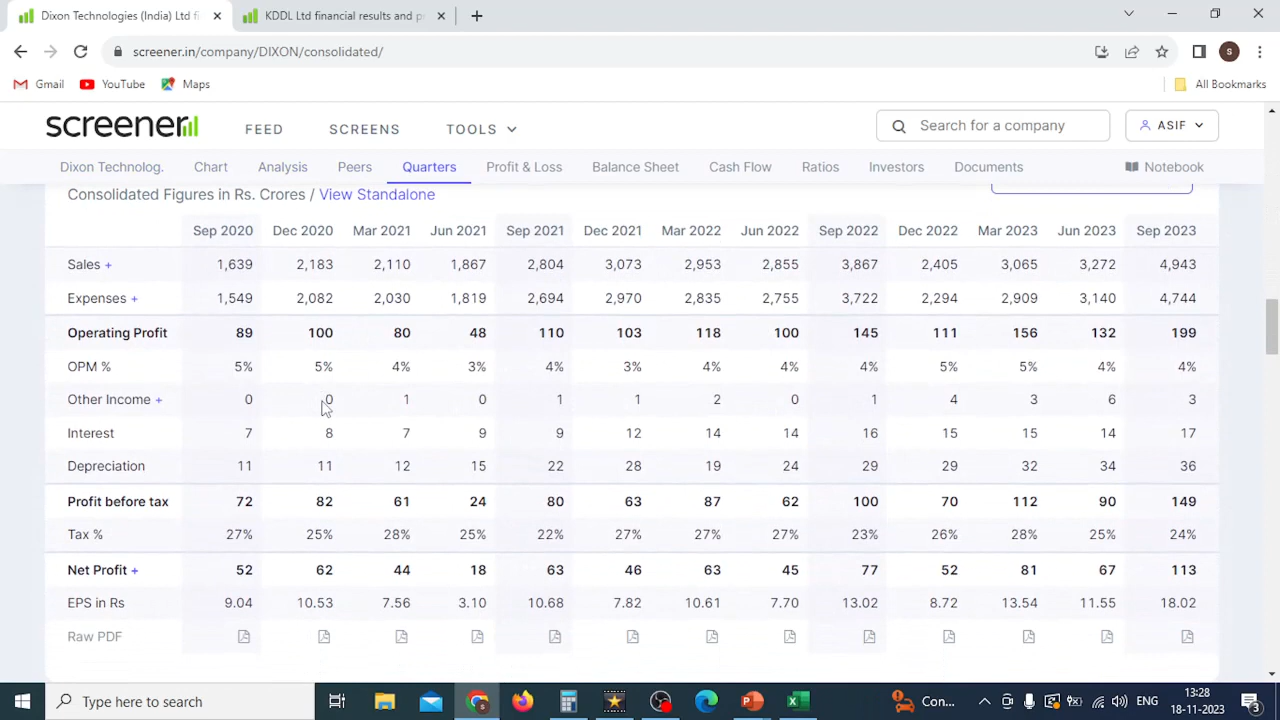 Dixon Technologies (India) Ltd fi
KDDL Ltd financial results and p
screener.in/company/DIXON/consolidated/
S
Gmail YouTube Maps All Bookmarks
screener FEED SCREENS TOOLS Search for a company ASIF
Dixon Technolog. Chart Analysis Peers Quarters Profit & Loss Balance Sheet Cash Flow Ratios Investors Documents Notebook
Consolidated Figures in Rs. Crores / View Standalone
Sep 2020 Dec 2020 Mar 2021 Jun 2021 Sep 2021 Dec 2021 Mar 2022 Jun 2022 Sep 2022 Dec 2022 Mar 2023 Jun 2023 Sep 2023
Sales + 1,639 2,183 2,110 1,867 2,804 3,073 2,953 2,855 3,867 2,405 3,065 3,272 4,943
Expenses + 1,549 2,082 2,030 1,819 2,694 2,970 2,835 2,755 3,722 2,294 2,909 3,140 4,744
Operating Profit 89 100 80 48 110 103 118 100 145 111 156 132 199
OPM % 5% 5% 4% 3% 4% 3% 4% 4% 4% 5% 5% 4% 4%
Other Income + 0 0 1 0 1 1 2 0 1 4 3 6 3
Interest 7 8 7 9 9 12 14 14 16 15 15 14 17
Depreciation 11 11 12 15 22 28 19 24 29 29 32 34 36
Profit before tax 72 82 61 24 80 63 87 62 100 70 112 90 149
Tax % 27% 25% 28% 25% 22% 27% 27% 27% 23% 26% 28% 25% 24%
Net Profit + 52 62 44 18 63 46 63 45 77 52 81 67 113
EPS in Rs 9.04 10.53 7.56 3.10 10.68 7.82 10.61 7.70 13.02 8.72 13.54 11.55 18.02
Raw PDF
Type here to search Con... ENG 13:28
18-11-2023 3